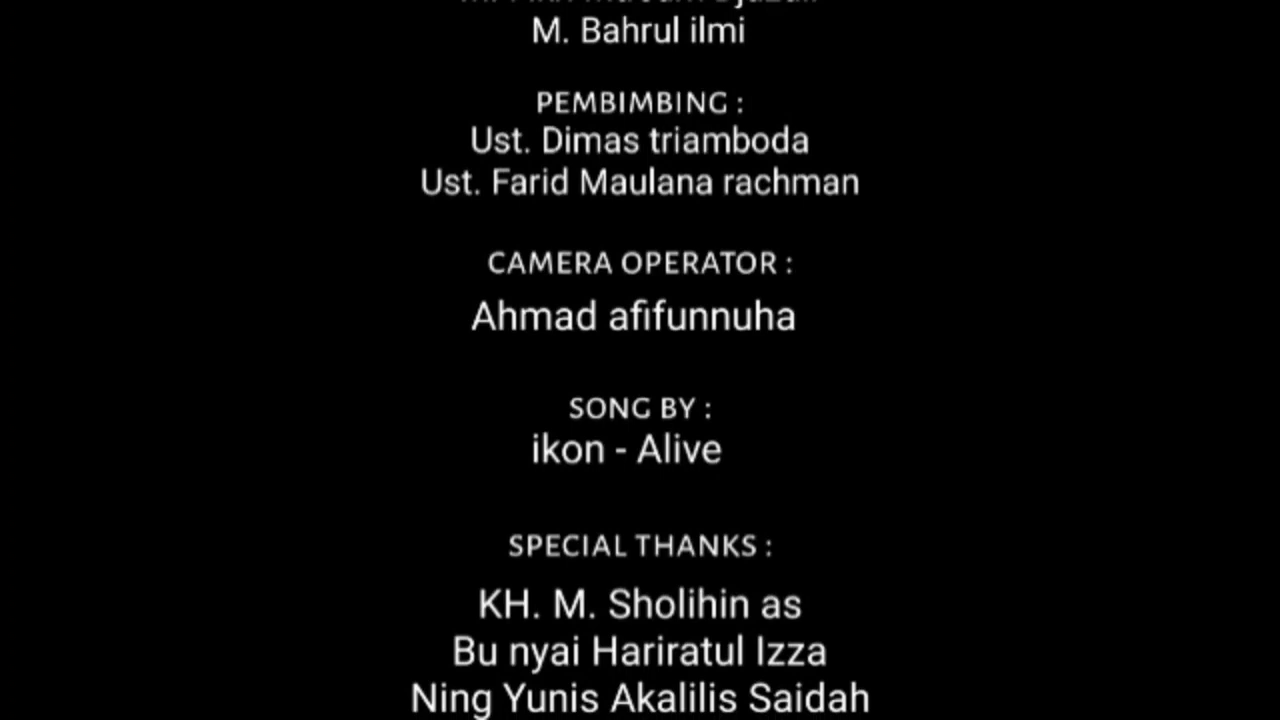 M. Bahrul ilmi
PEMBIMBING :
Ust. Dimas triamboda
Ust. Farid Maulana rachman
CAMERA OPERATOR :
Ahmad afifunnuha
SONG BY :
ikon - Alive
SPECIAL THANKS :
KH. M. Sholihin as
Bu nyai Hariratul Izza
Ning Yunis Akalilis Saidah